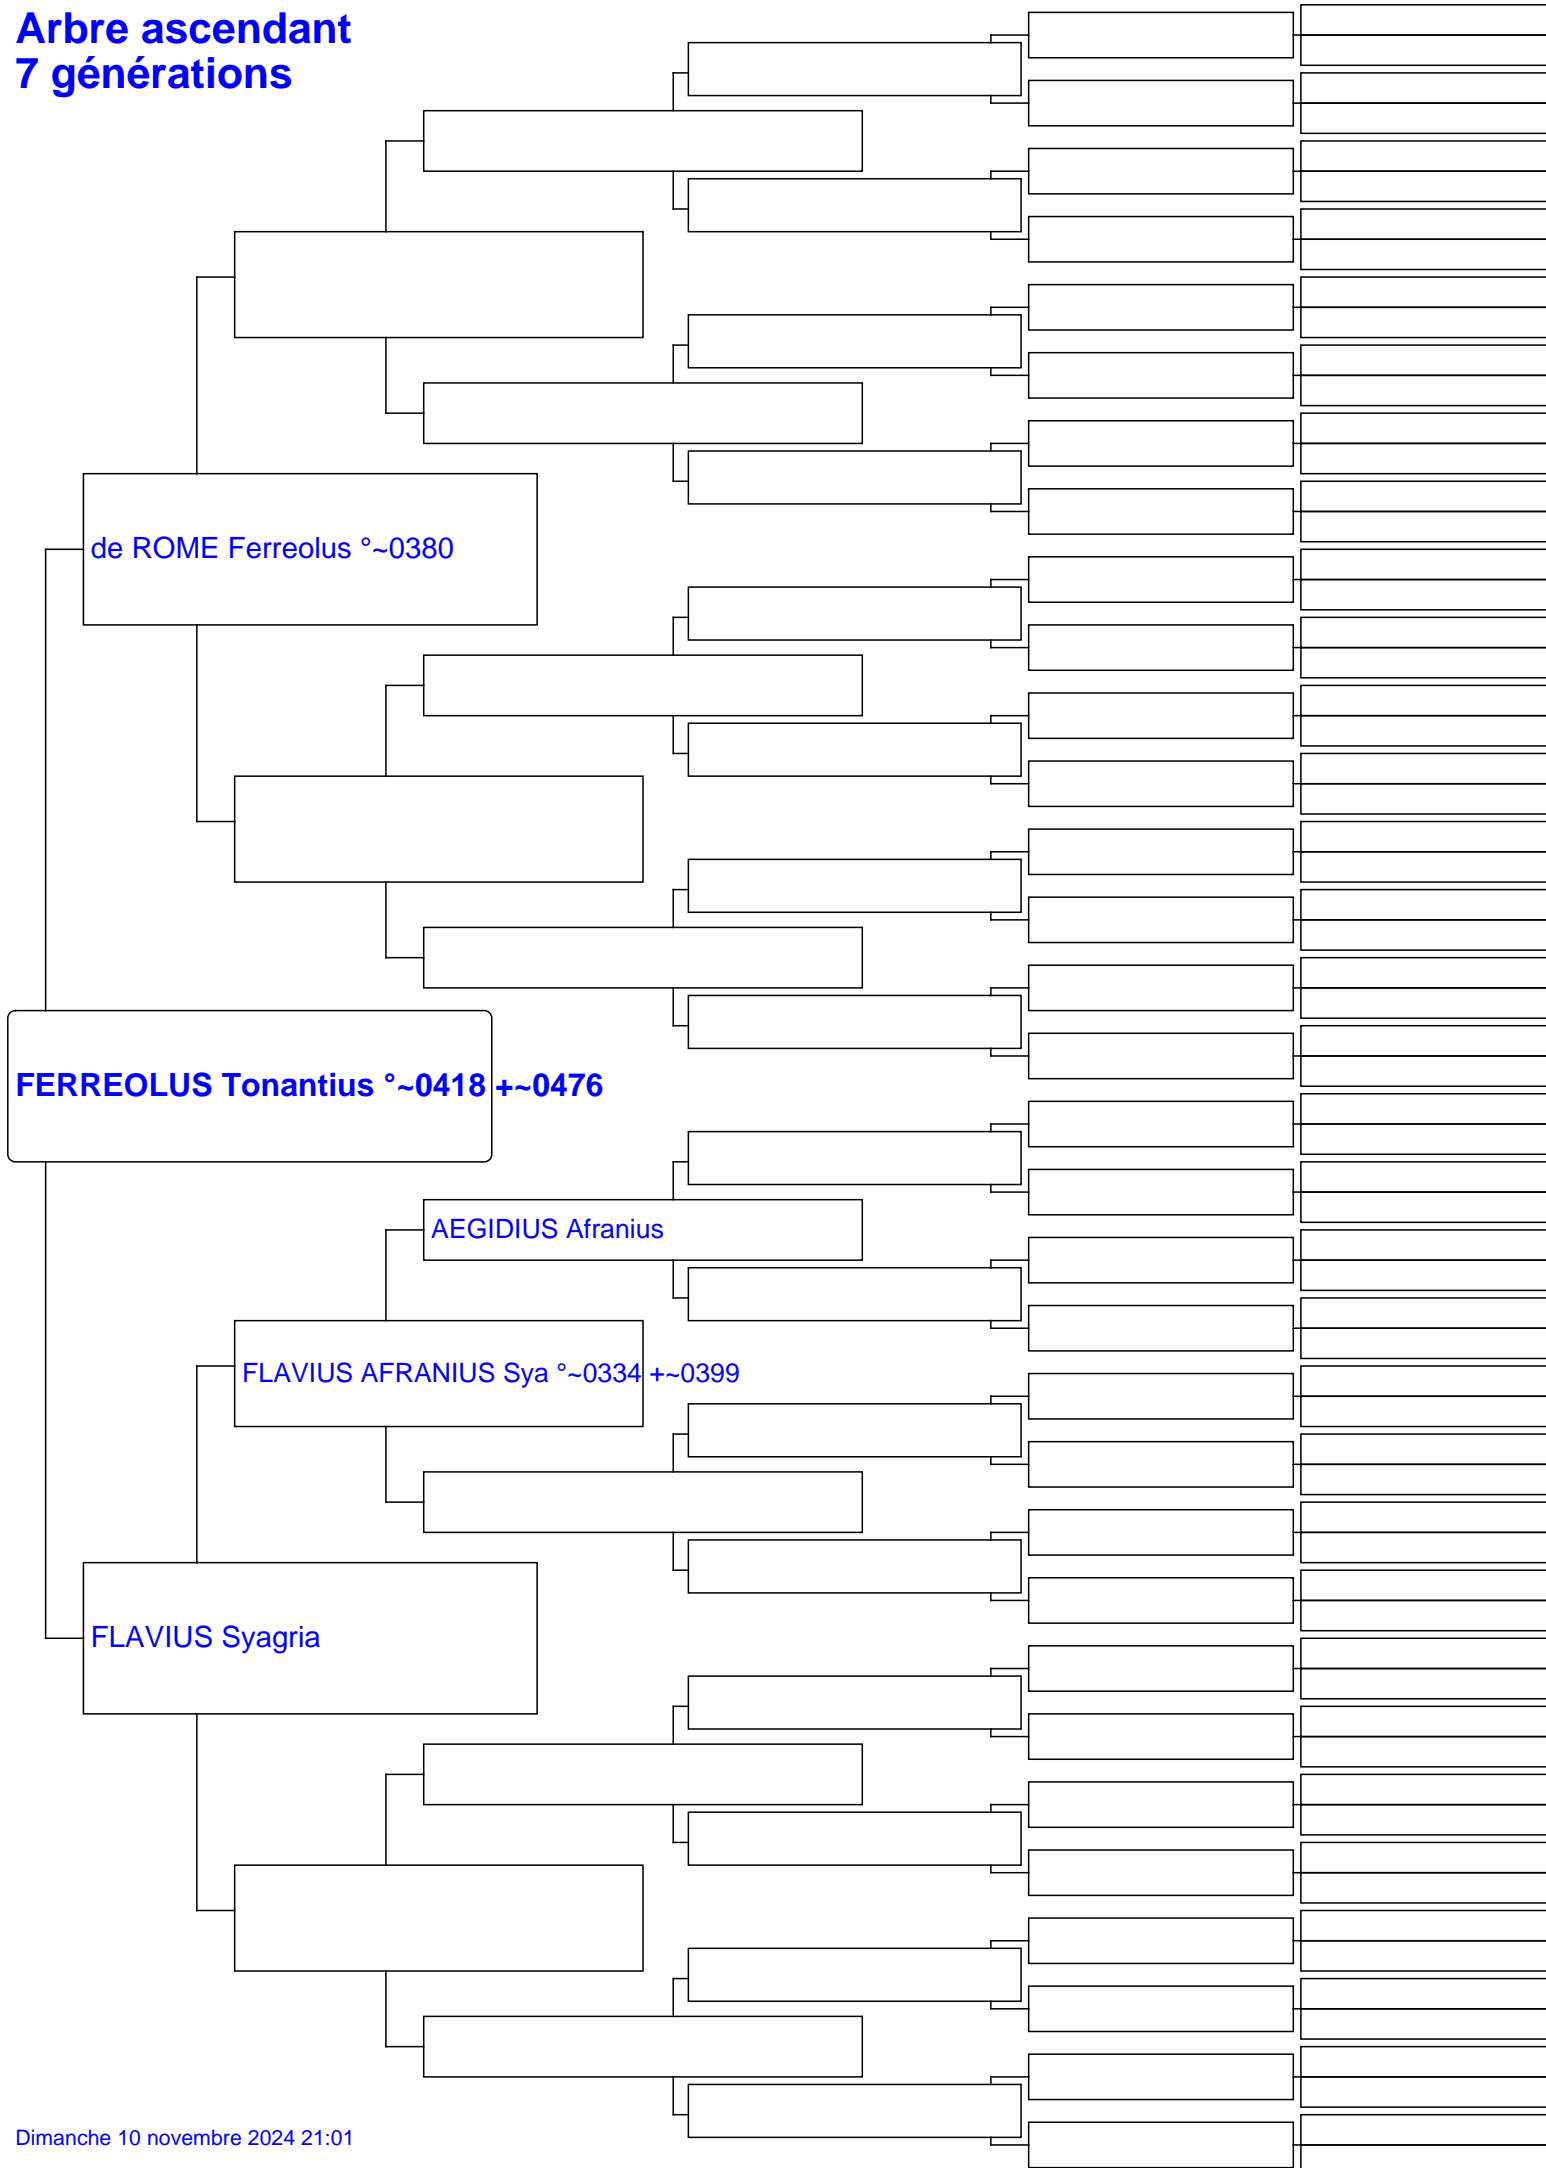 Arbre ascendant
7 générations
de ROME Ferreolus °~0380
FERREOLUS Tonantius °~0418 +~0476
AEGIDIUS Afranius
FLAVIUS AFRANIUS Sya °~0334 +~0399
FLAVIUS Syagria
Dimanche 10 novembre 2024 21:01